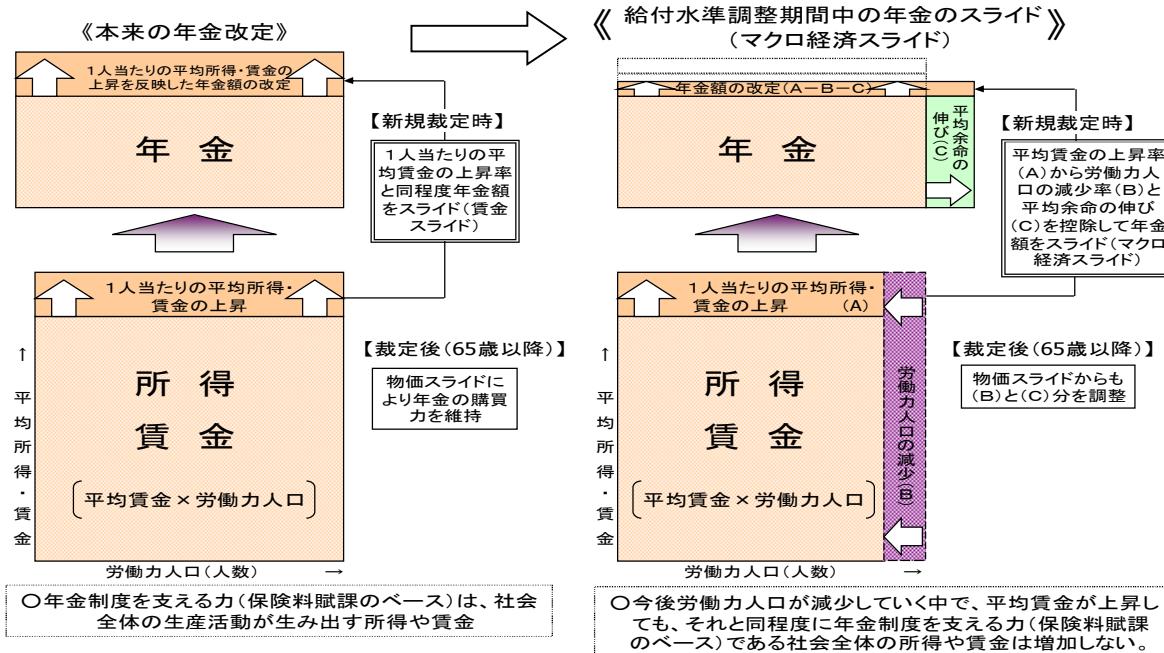 《本来の年金改定》
1人当たりの平均所得・賃金の
上昇を反映した年金額の改定
年 金
【新規裁定時】
1人当たりの平
均賃金の上昇率
と同程度年金額
をスライド(賃金
スライド)
1人当たりの平均所得・
賃金の上昇
所 得
賃 金
平均賃金×労働力人口
↑ 平均所得・賃金
労働力人口(人数) →
【裁定後(65歳以降)】
物価スライドに
より年金の購買
力を維持
○年金制度を支える力(保険料賦課のベース)は、社会
全体の生産活動が生み出す所得や賃金
《 給付水準調整期間中の年金のスライド 》
(マクロ経済スライド)
年金額の改定(A-B-C)
年 金
平均余命の
伸び(C)
【新規裁定時】
平均賃金の上昇率
(A)から労働力人
口の減少率(B)と
平均余命の伸び
(C)を控除して年金
額をスライド(マクロ
経済スライド)
1人当たりの平均所得・
賃金の上昇 (A)
所 得
賃 金
平均賃金×労働力人口
労働力人口の減少(B)
↑ 平均所得・賃金
労働力人口(人数) →
【裁定後(65歳以降)】
物価スライドからも
(B)と(C)分を調整
○今後労働力人口が減少していく中で、平均賃金が上昇し
ても、それと同程度に年金制度を支える力(保険料賦課
のベース)である社会全体の所得や賃金は増加しない。